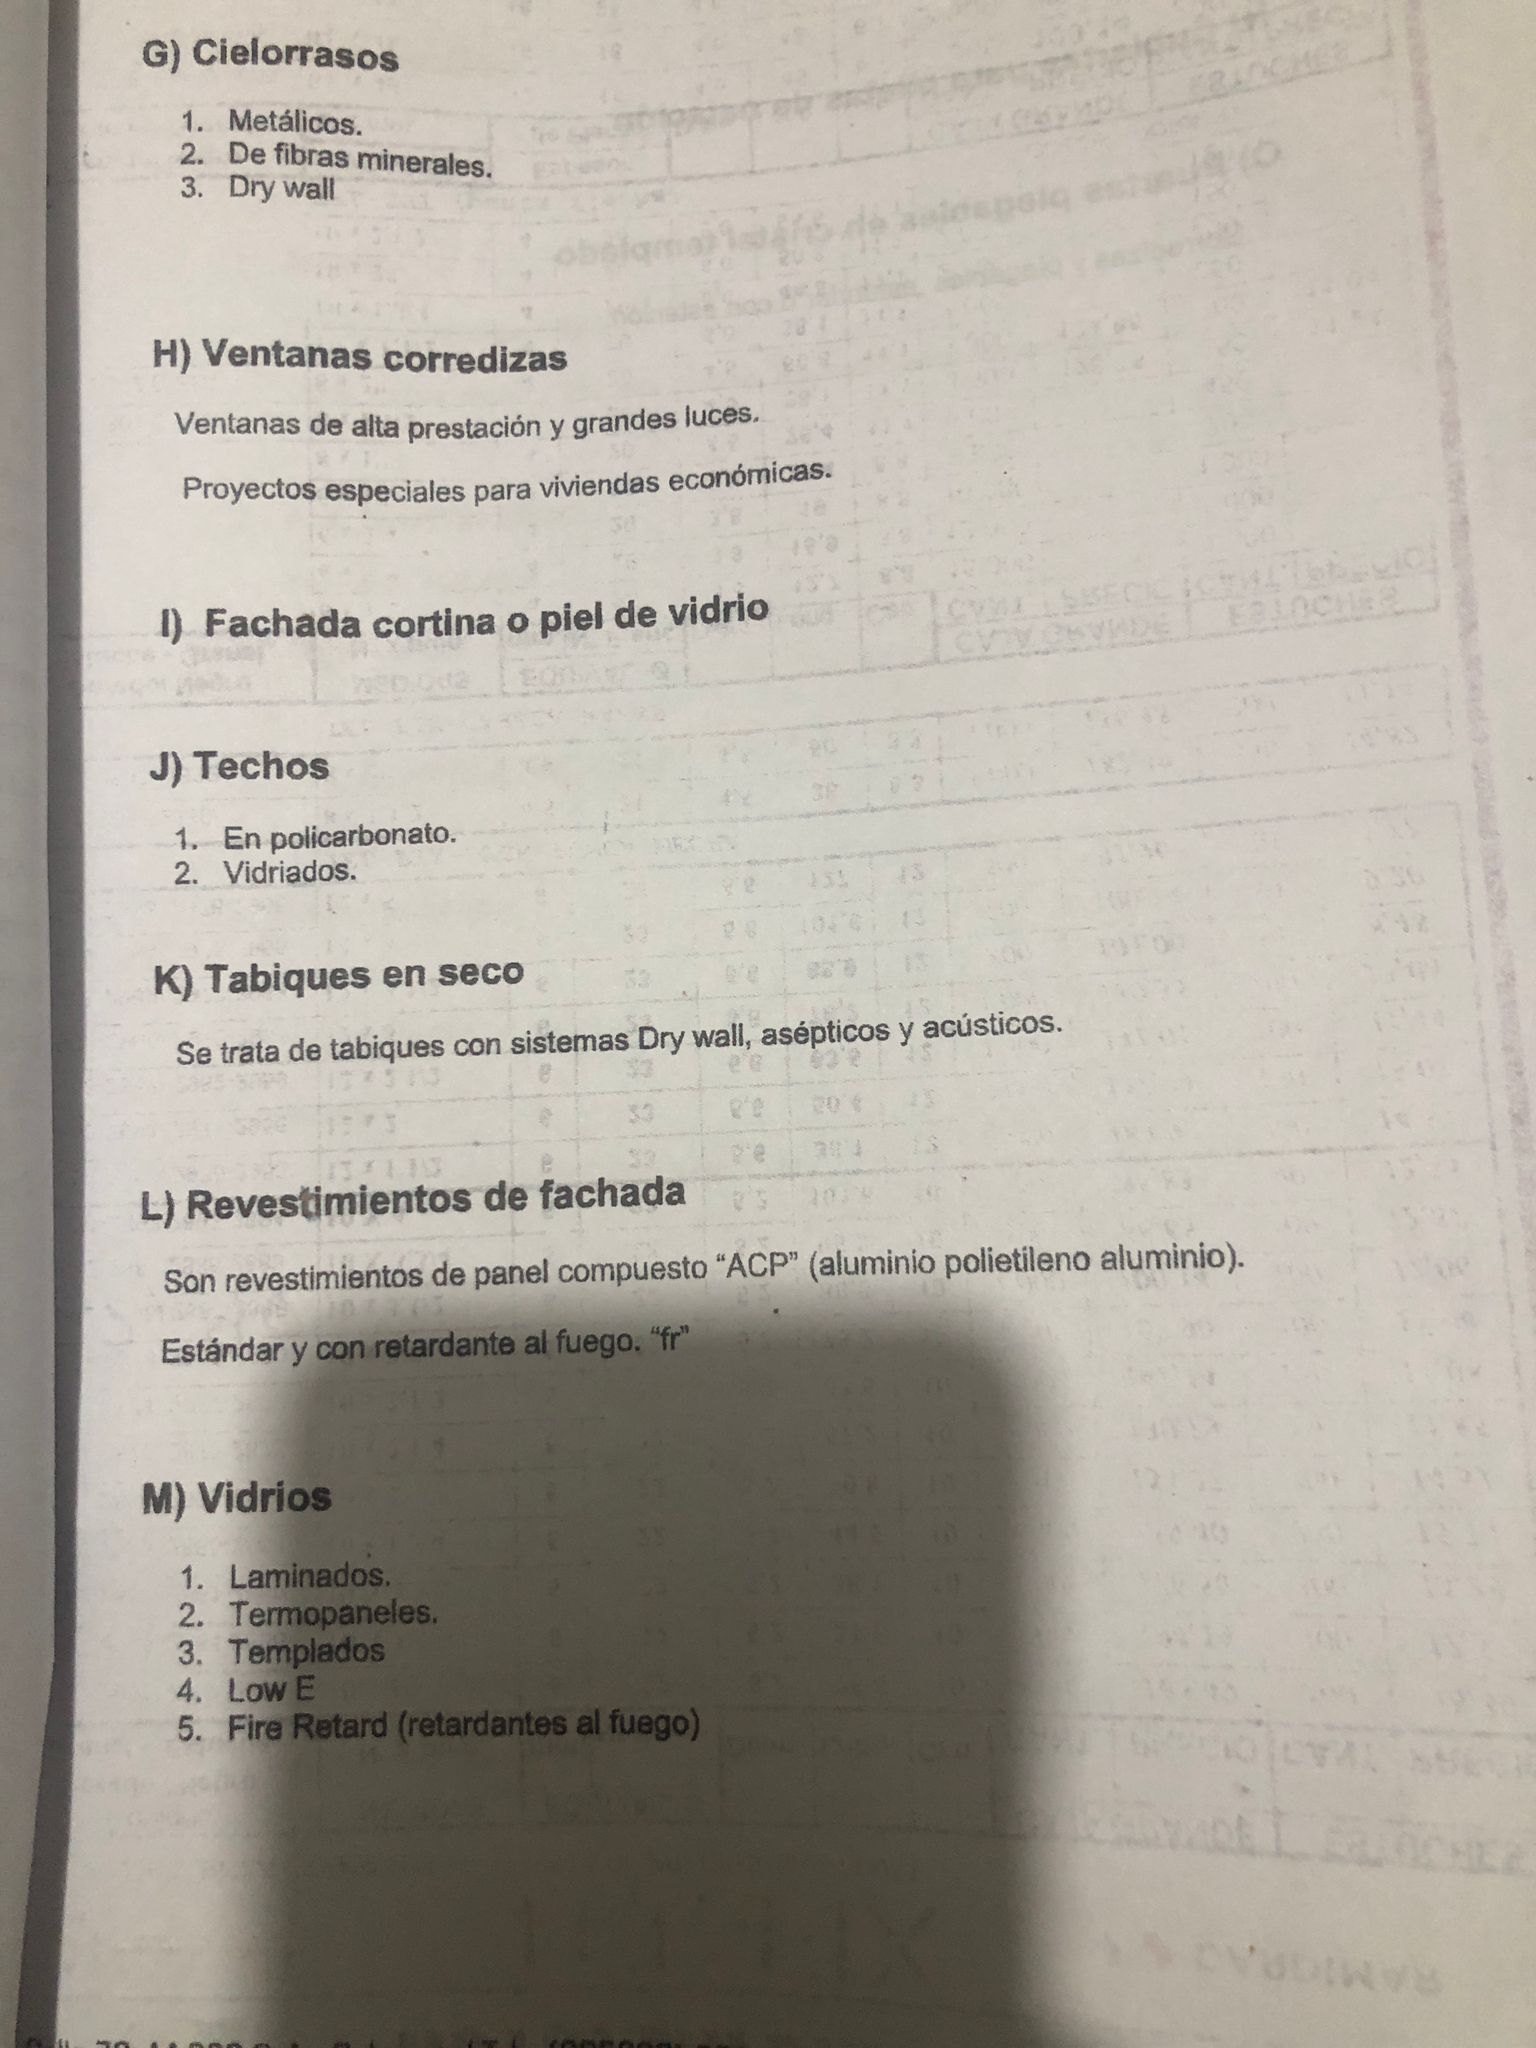 G) Cielorrasos
1. Metálicos.
2. De fibras minerales.
3. Dry wall
H) Ventanas corredizas
Ventanas de alta prestación y grandes luces.
Proyectos especiales para viviendas económicas.
I) Fachada cortina o piel de vidrio
J) Techos
1. En policarbonato.
2. Vidriados.
K) Tabiques en seco
Se trata de tabiques con sistemas Dry wall, asépticos y acústicos.
L) Revestimientos de fachada
Son revestimientos de panel compuesto “ACP” (aluminio polietileno aluminio).
Estándar y con retardante al fuego. “fr”
M) Vidrios
1. Laminados.
2. Termopaneles.
3. Templados
4. Low E
5. Fire Retard (retardantes al fuego)